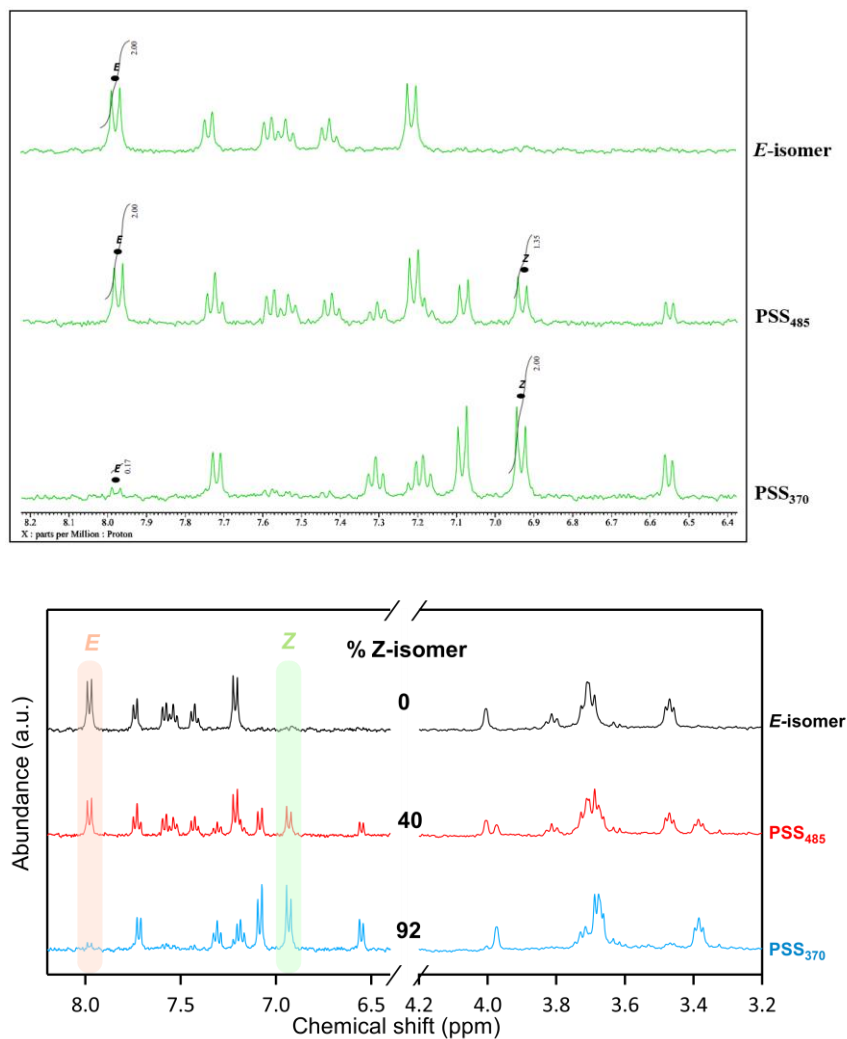 2.00
E
E-isomer
2.00
E
1.35
Z
PSS485
2.00
Z
E
0.17
PSS370
8.2 8.1 8.0 7.9 7.8 7.7 7.6 7.5 7.4 7.3 7.2 7.1 7.0 6.9 6.8 6.7 6.6 6.5 6.4
X : parts per Million : Proton
E Z % Z-isomer
0
E-isomer
40
PSS485
92
PSS370
Abundance (a.u.)
8.0 7.5 7.0 6.5 4.2 4.0 3.8 3.6 3.4 3.2
Chemical shift (ppm)